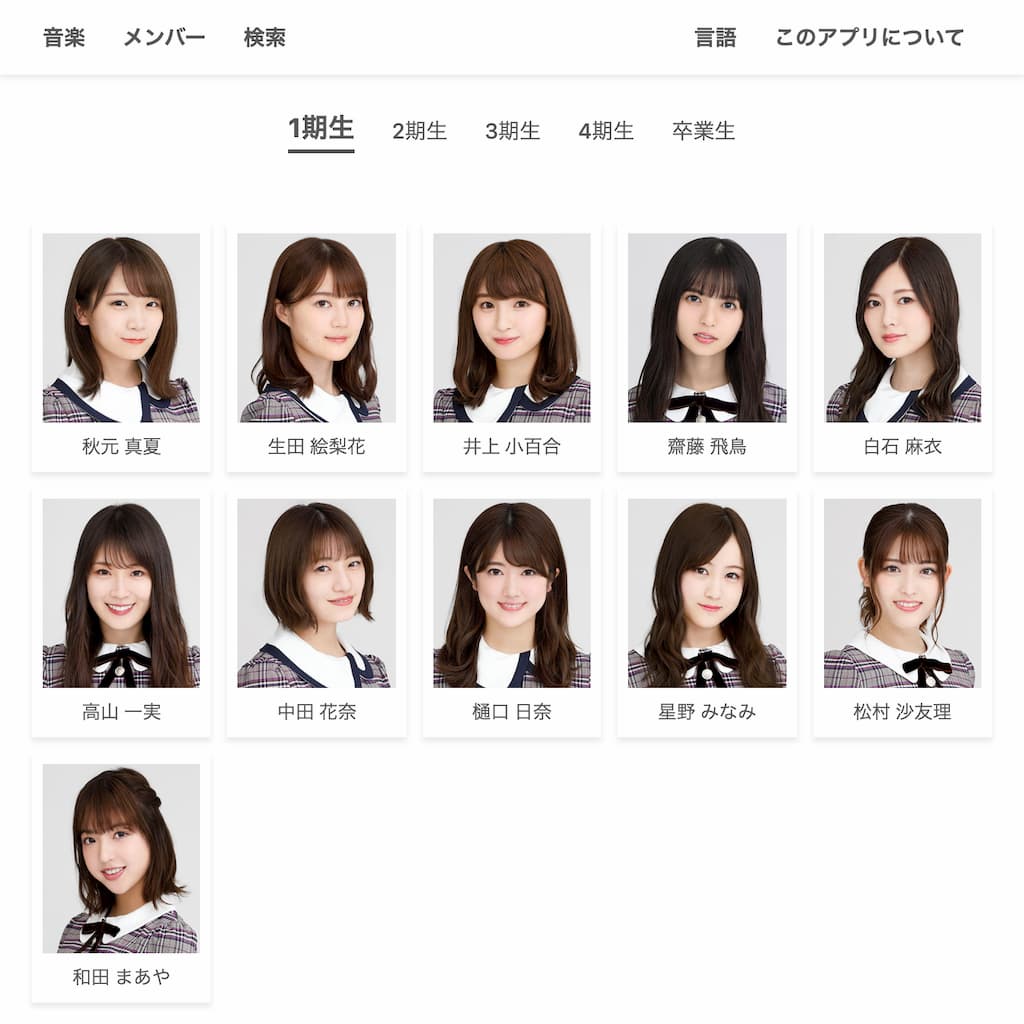 音楽 メンバー 検索 言語 このアプリについて
1期生 2期生 3期生 4期生 卒業生
秋元 真夏 生田 絵梨花 井上 小百合 齋藤 飛鳥 白石 麻衣
高山 一実 中田 花奈 樋口 日奈 星野 みなみ 松村 沙友理
和田 まあや